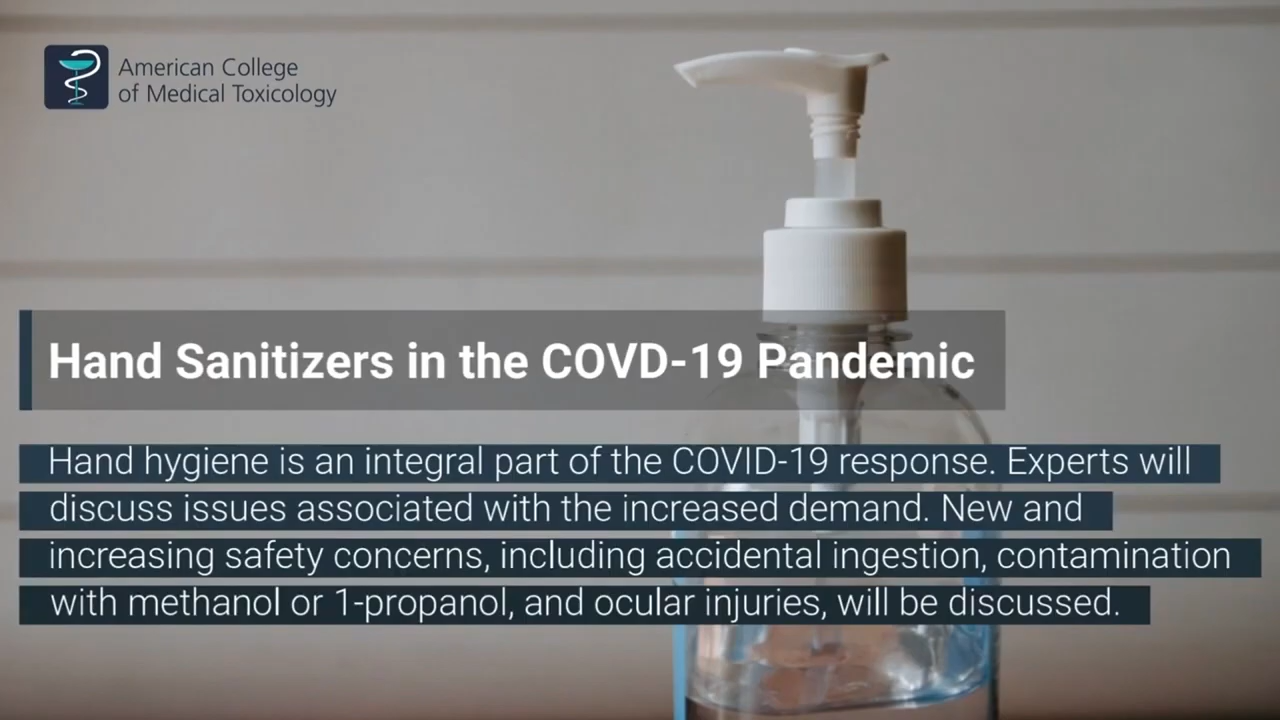 American College
of Medical Toxicology
Hand Sanitizers in the COVD-19 Pandemic
Hand hygiene is an integral part of the COVID-19 response. Experts will
discuss issues associated with the increased demand. New and
increasing safety concerns, including accidental ingestion, contamination
with methanol or 1-propanol, and ocular injuries, will be discussed.